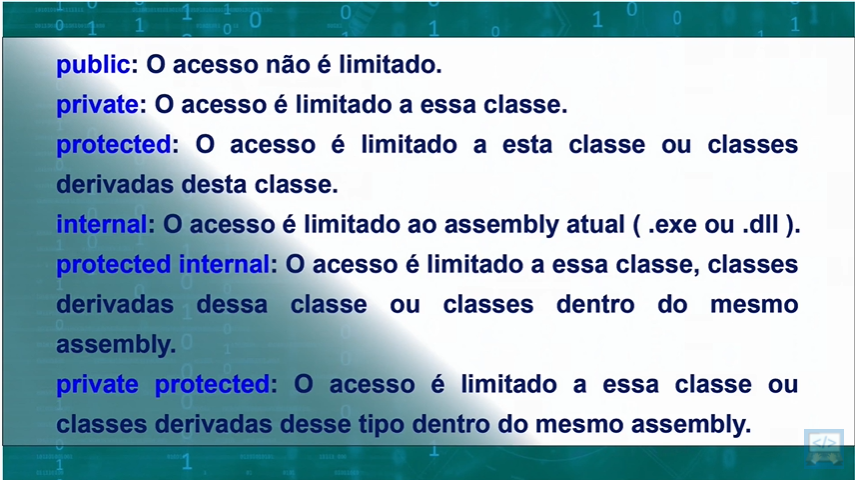 public: O acesso não é limitado.
private: O acesso é limitado a essa classe.
protected: O acesso é limitado a esta classe ou classes
derivadas desta classe.
internal: O acesso é limitado ao assembly atual ( .exe ou .dll ).
protected internal: O acesso é limitado a essa classe, classes
derivadas dessa classe ou classes dentro do mesmo
assembly.
private protected: O acesso é limitado a essa classe ou
classes derivadas desse tipo dentro do mesmo assembly.